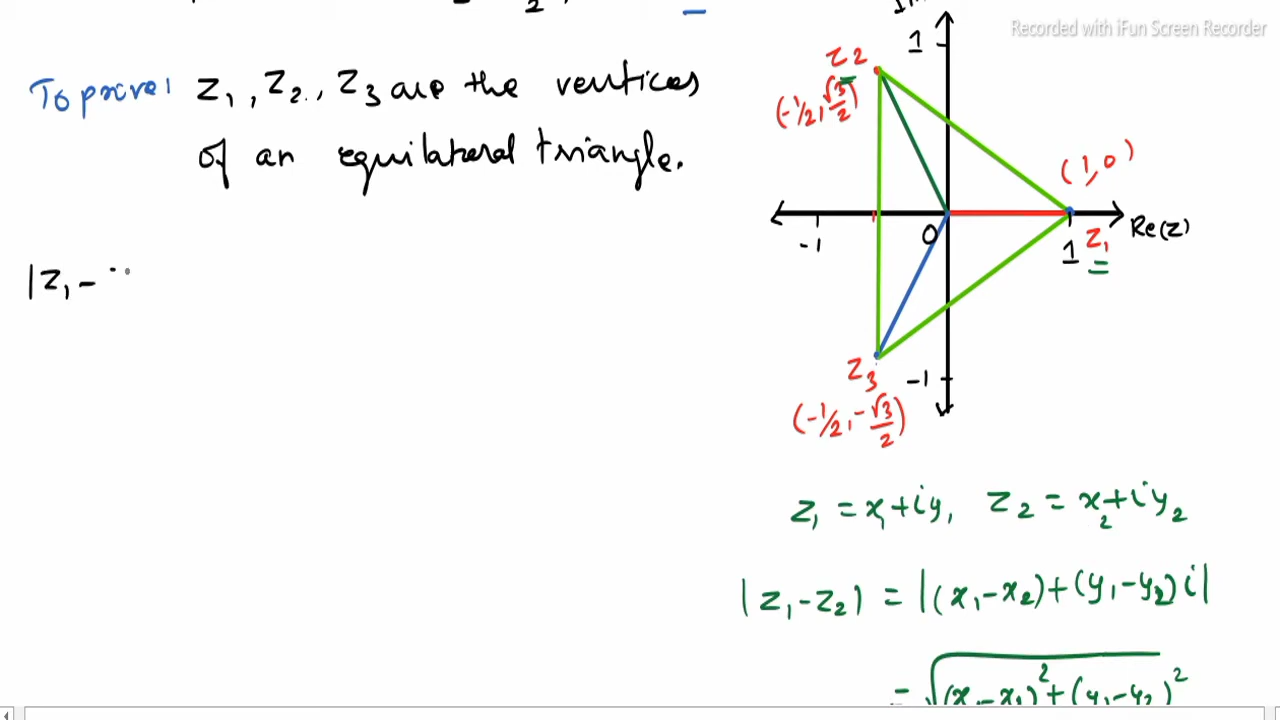 Recorded with iFun Screen Recorder
To prove: Z₁, Z₂, Z₃ are the vertices
of an equilateral triangle.
|Z₁ -
1
Z₂
(-1/2, √3/2)
(1,0)
-1
0
1
Z₁
=
Re(Z)
Z₃
-1
(-1/2, -√3/2)
Z₁ = x₁+iy₁ Z₂ = x₂+iy₂
|Z₁-Z₂| = |(x₁-x₂)+(y₁-y₂)i|
= √(x₂-x₁)²+(y₁-y₂)²